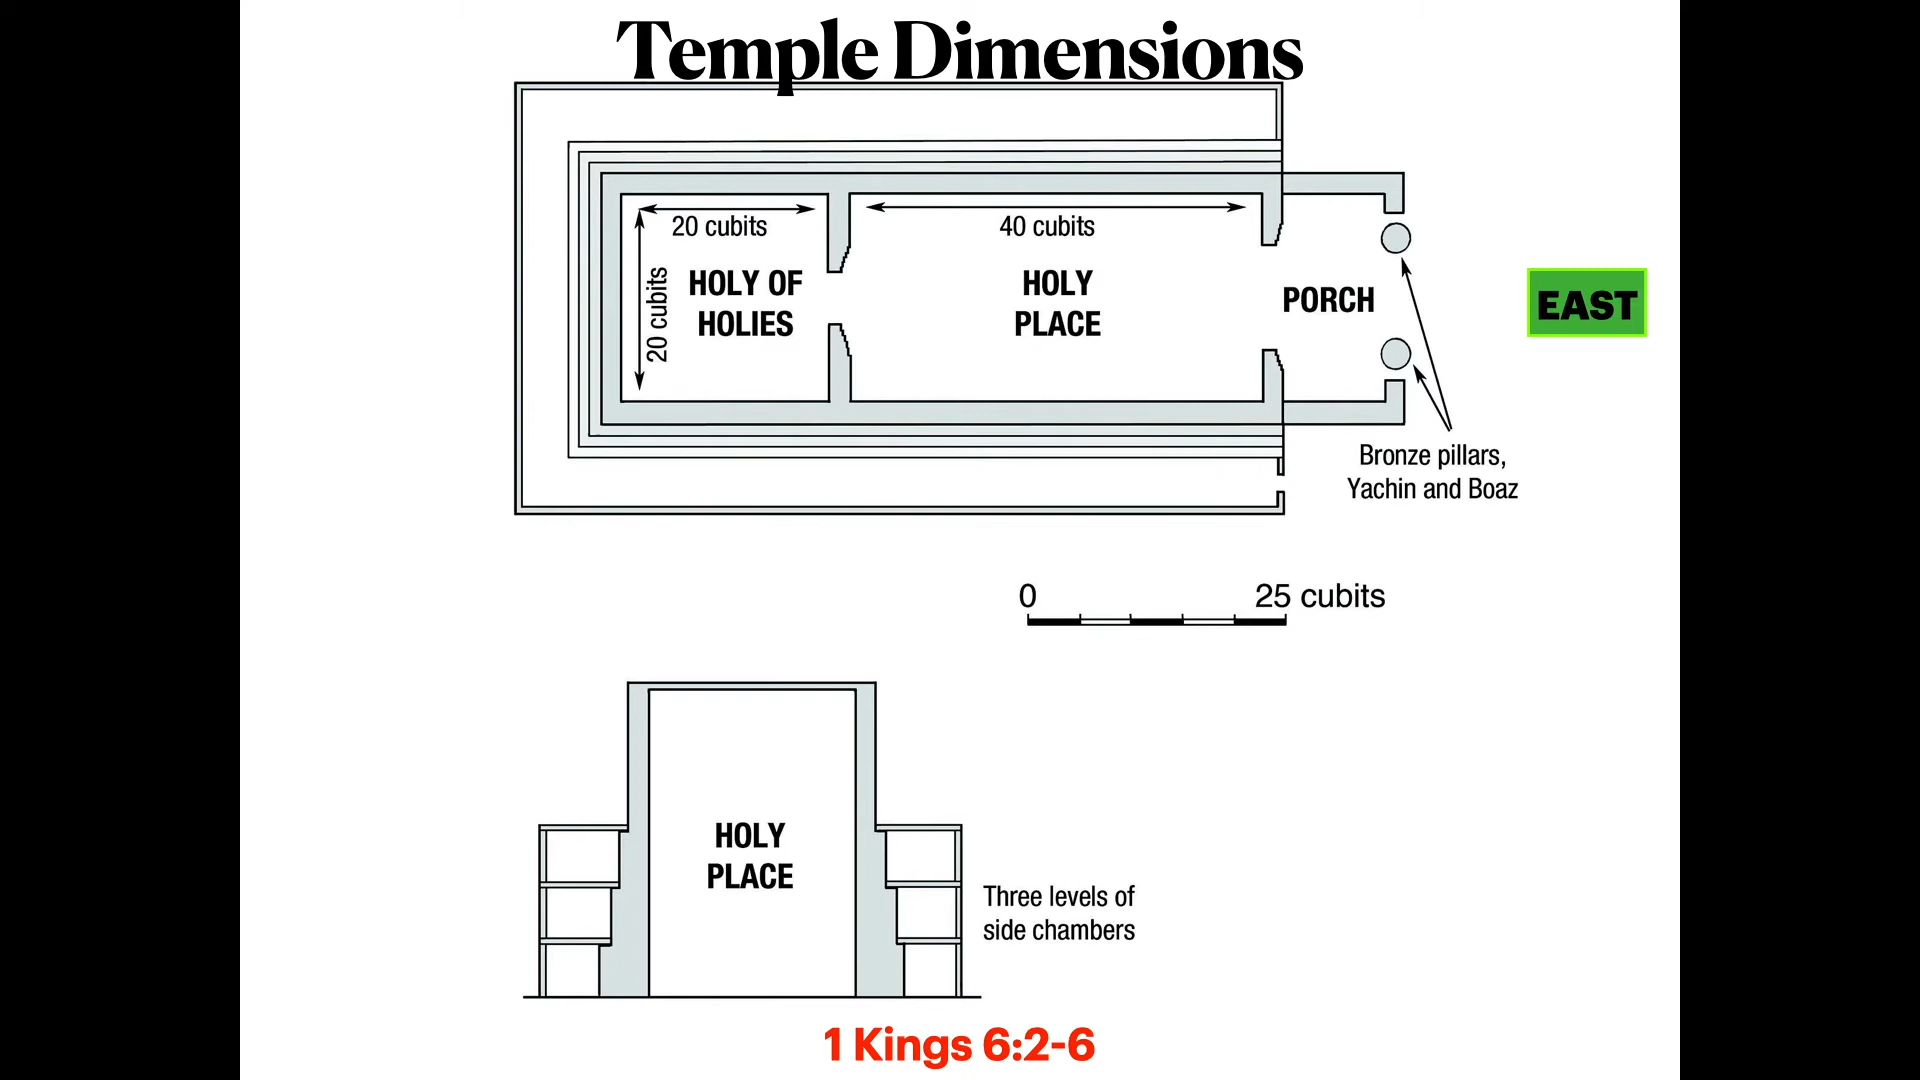 Temple Dimensions
20 cubits
40 cubits
20 cubits
HOLY OF
HOLIES
HOLY
PLACE
PORCH
EAST
Bronze pillars,
Yachin and Boaz
0
25 cubits
HOLY
PLACE
Three levels of
side chambers
1 Kings 6:2-6